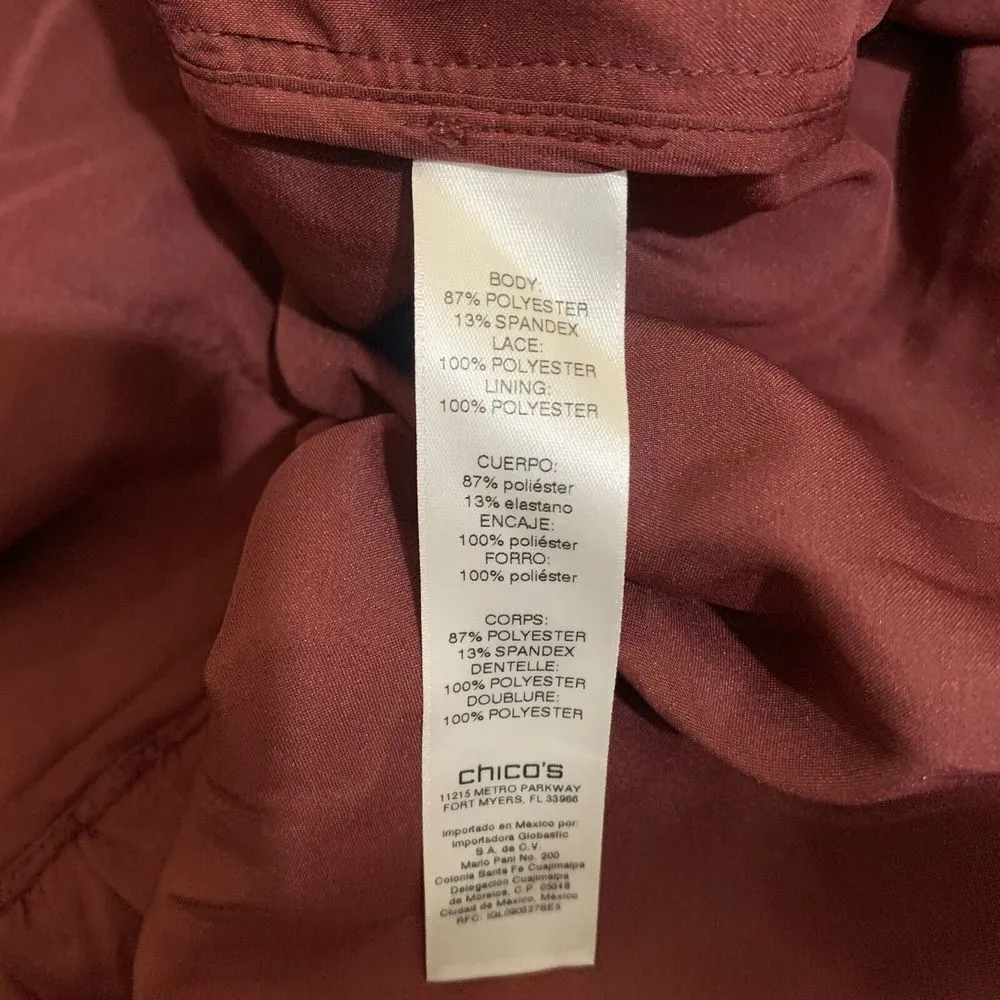 BODY:
87% POLYESTER
13% SPANDEX
LACE:
100% POLYESTER
LINING:
100% POLYESTER
CUERPO:
87% poliéster
13% elastano
ENCAJE:
100% poliéster
FORRO:
100% poliéster
CORPS:
87% POLYESTER
13% SPANDEX
DENTELLE:
100% POLYESTER
DOUBLURE:
100% POLYESTER
chico's
11215 METRO PARKWAY
FORT MYERS, FL 33966
Importado en México por:
Importadora Globastic
S.A. de C.V.
Mario Pani No. 200
Colonia Santa Fe Cuajimalpa
Delegacion Cuajimalpa
de Morelos, C.P. 05348
Ciudad de México, México
RFC: